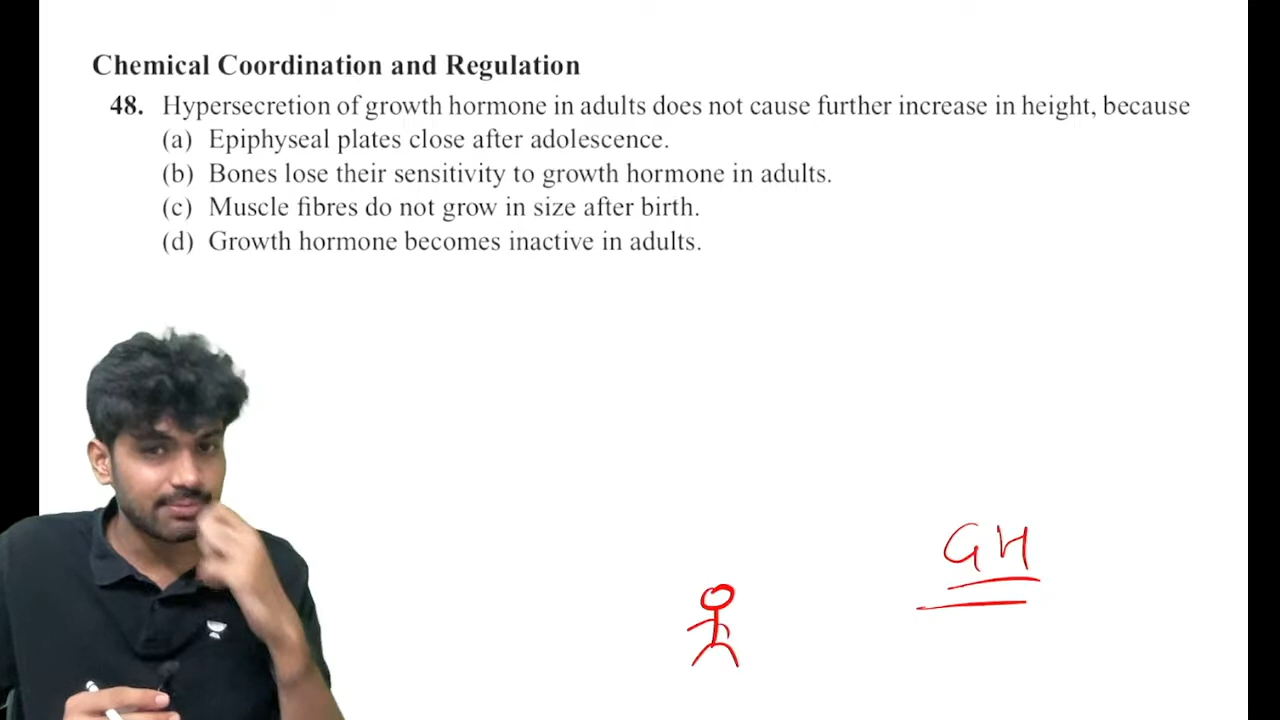 Chemical Coordination and Regulation
48. Hypersecretion of growth hormone in adults does not cause further increase in height, because
(a) Epiphyseal plates close after adolescence.
(b) Bones lose their sensitivity to growth hormone in adults.
(c) Muscle fibres do not grow in size after birth.
(d) Growth hormone becomes inactive in adults.
GH